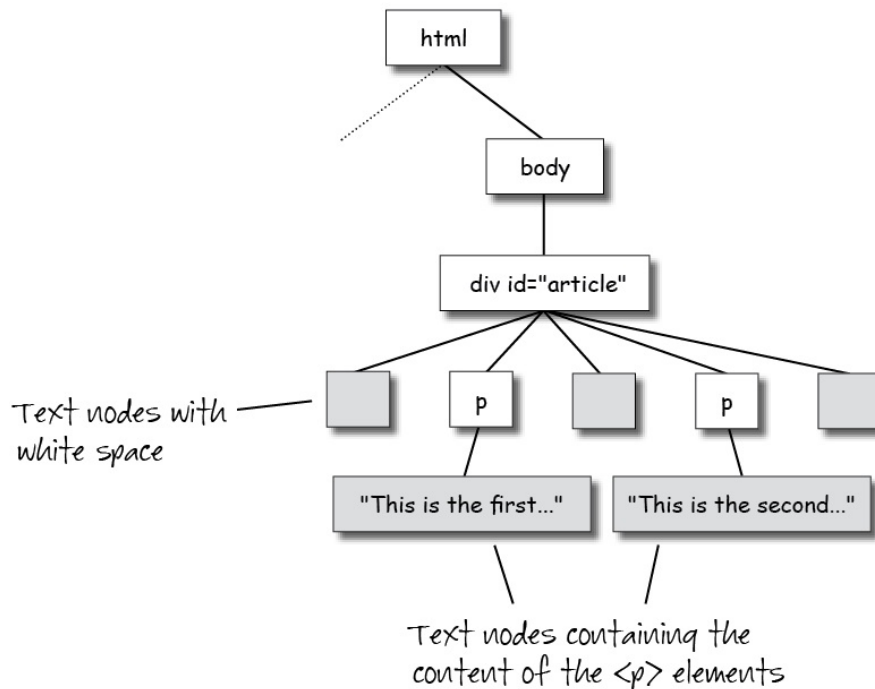 html
body
div id="article"
p
p
Text nodes with
white space
"This is the first..."
"This is the second..."
Text nodes containing the
content of the <p> elements